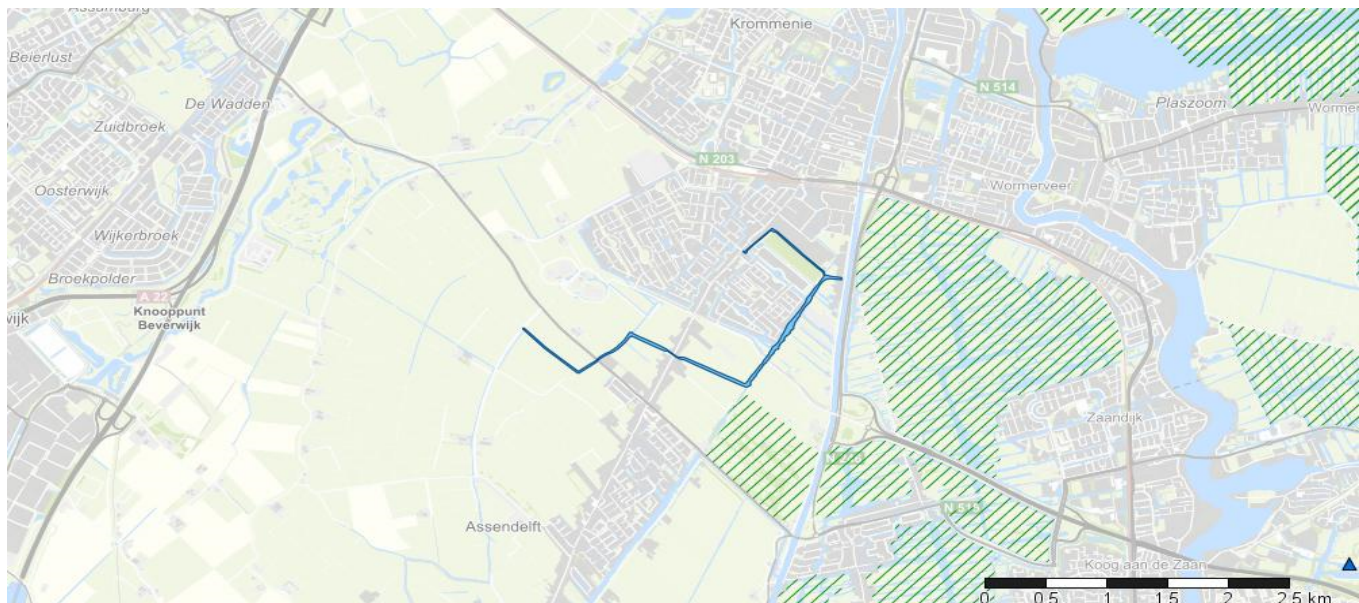 Assumburg
Krommenie
Beierlust
De Wadden
N 514
Plaszoom
Wormer
Zuidbroek
N 203
Oosterwijk
Wormerveer
Wijkerbroek
Broekpolder
A 22
Knooppunt
Beverwijk
wijk
Zaandijk
N 515
Assendelft
Koog aan de Zaan
0 0.5 1 1.5 2 2.5 km